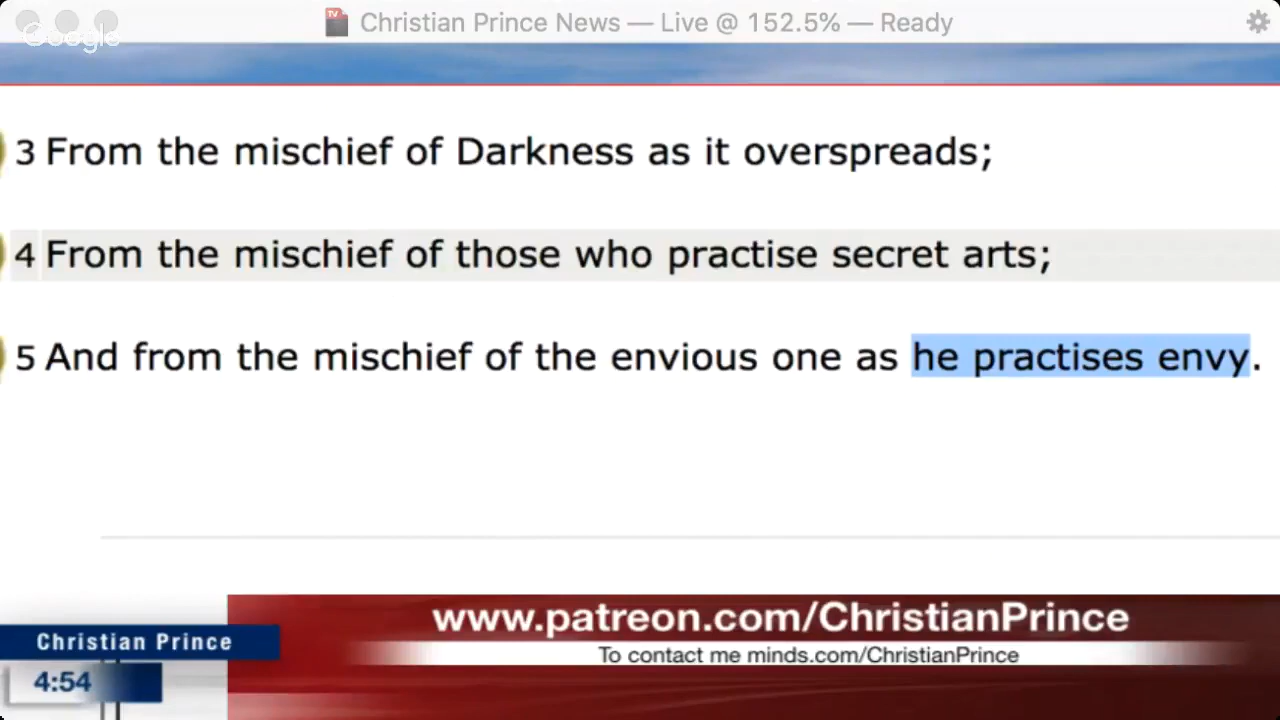 Christian Prince News — Live @ 152.5% — Ready
Google
3 From the mischief of Darkness as it overspreads;
4 From the mischief of those who practise secret arts;
5 And from the mischief of the envious one as he practises envy.
www.patreon.com/ChristianPrince
Christian Prince
To contact me minds.com/ChristianPrince
4:54